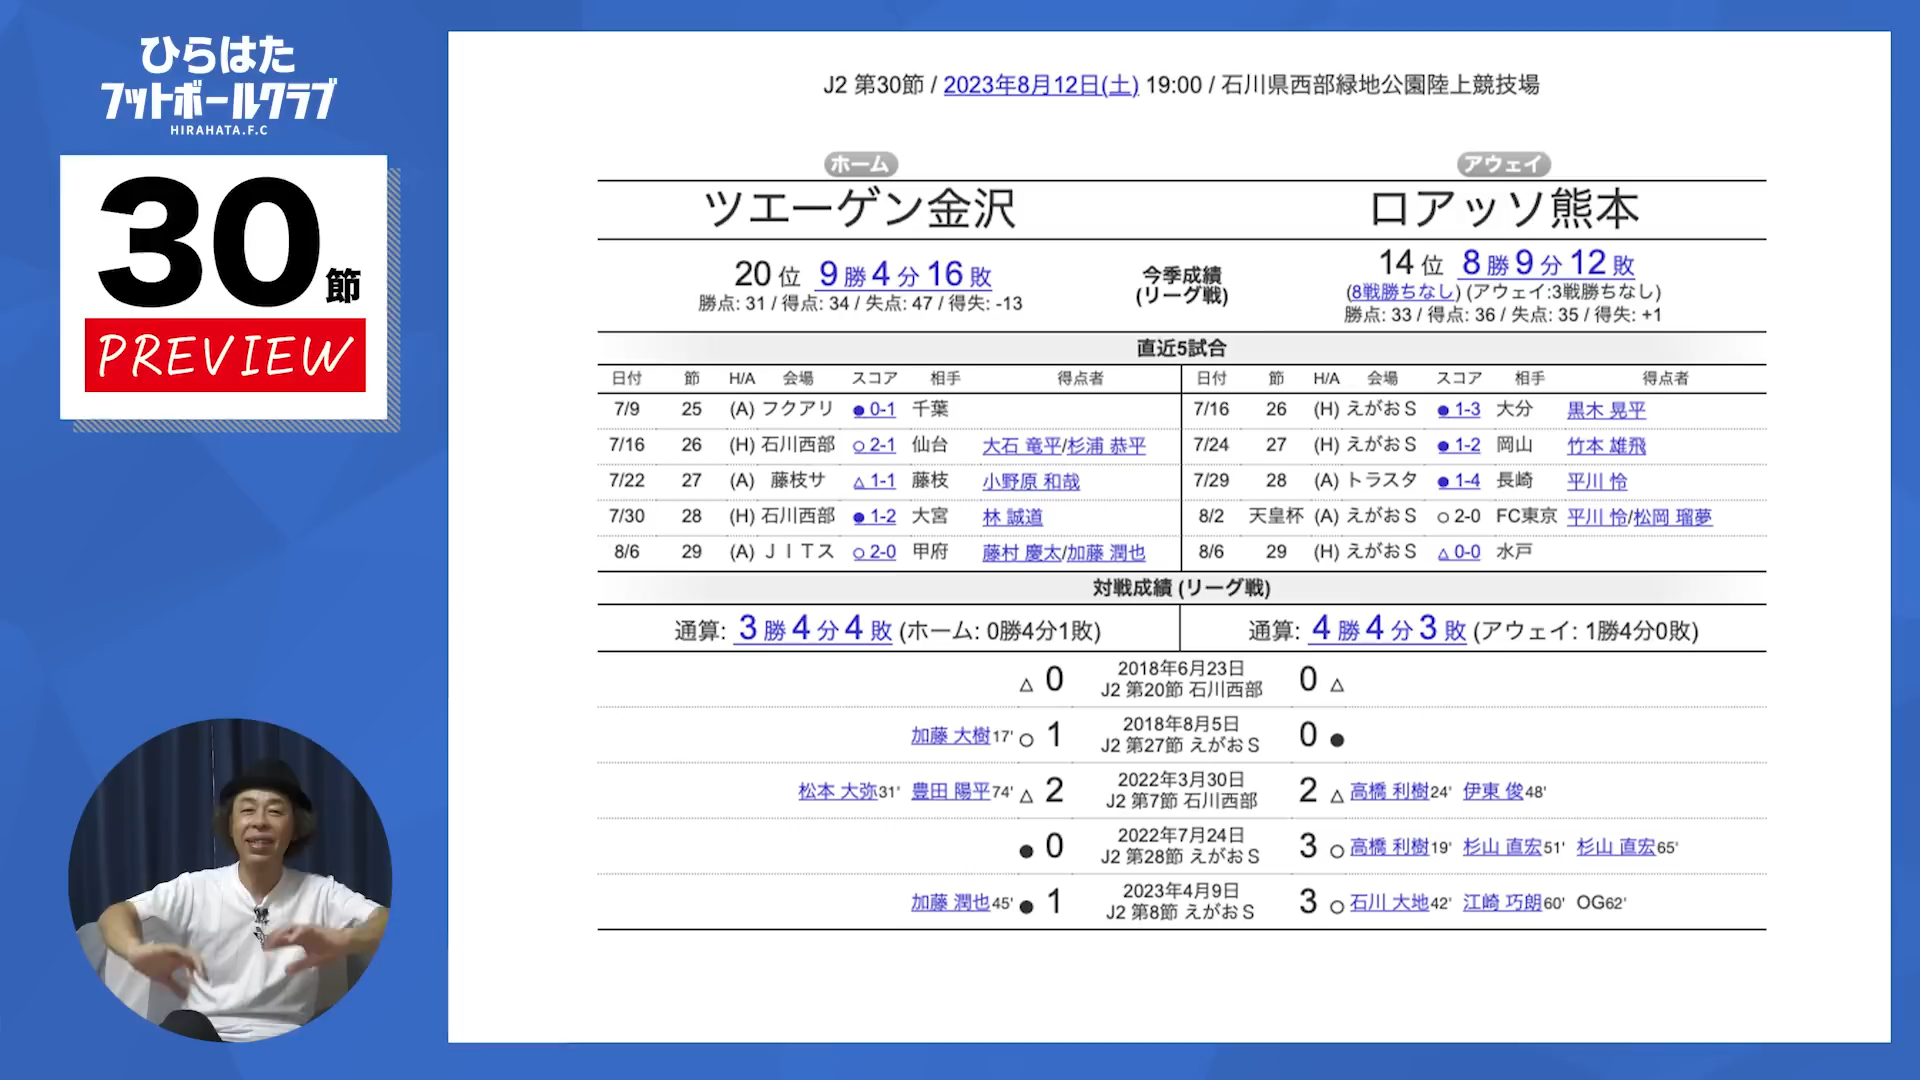 ひらはた
フットボールクラブ
HIRAHATA.F.C
30節
PREVIEW
J2 第30節 / 2023年8月12日(土) 19:00 / 石川県西部緑地公園陸上競技場
ホーム アウェイ
ツエーゲン金沢 ロアッソ熊本
20 位 9 勝 4 分 16 敗 今季成績 14 位 8 勝 9 分 12 敗
(リーグ戦) (8戦勝ちなし) (アウェイ:3戦勝ちなし)
勝点: 31 / 得点: 34 / 失点: 47 / 得失: -13 勝点: 33 / 得点: 36 / 失点: 35 / 得失: +1
直近5試合
日付 節 H/A 会場 スコア 相手 得点者 日付 節 H/A 会場 スコア 相手 得点者
7/9 25 (A) フクアリ ● 0-1 千葉 7/16 26 (H) えがおS ● 1-3 大分 黒木 晃平
7/16 26 (H) 石川西部 ○ 2-1 仙台 大石 竜平/杉浦 恭平 7/24 27 (H) えがおS ● 1-2 岡山 竹本 雄飛
7/22 27 (A) 藤枝サ △ 1-1 藤枝 小野原 和哉 7/29 28 (A) トラスタ ● 1-4 長崎 平川 怜
7/30 28 (H) 石川西部 ● 1-2 大宮 林 誠道 8/2 天皇杯 (A) えがおS ○ 2-0 FC東京 平川 怜/松岡 瑠夢
8/6 29 (A) JITス ○ 2-0 甲府 藤村 慶太/加藤 潤也 8/6 29 (H) えがおS △ 0-0 水戸
対戦成績 (リーグ戦)
通算: 3 勝 4 分 4 敗 (ホーム: 0勝4分1敗) 通算: 4 勝 4 分 3 敗 (アウェイ: 1勝4分0敗)
△ 0 2018年6月23日 0 △
J2 第20節 石川西部
加藤 大樹17' ○ 1 2018年8月5日 0 ●
J2 第27節 えがおS
松本 大弥31' 豊田 陽平74' △ 2 2022年3月30日 2 △ 高橋 利樹24' 伊東 俊48'
J2 第7節 石川西部
● 0 2022年7月24日 3 ○ 高橋 利樹19' 杉山 直宏51' 杉山 直宏65'
J2 第28節 えがおS
加藤 潤也45' ● 1 2023年4月9日 3 ○ 石川 大地42' 江崎 巧朗60' OG62'
J2 第8節 えがおS